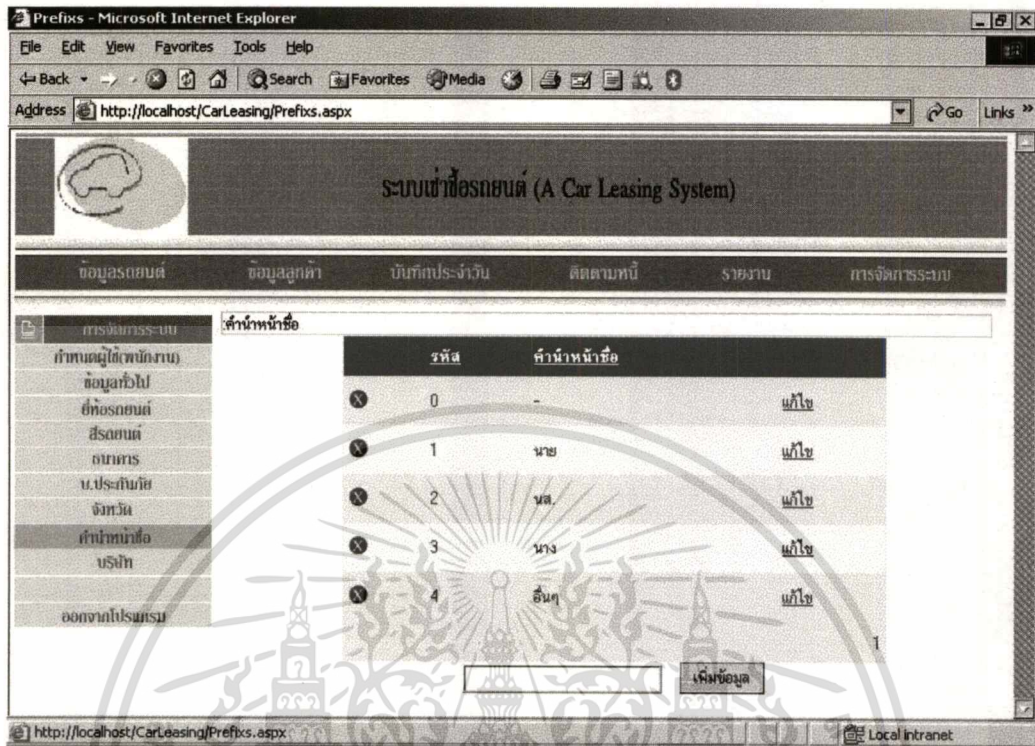 Prefixs - Microsoft Internet Explorer
File Edit View Favorites Tools Help
Back Search Favorites Media
Address http://localhost/CarLeasing/Prefixs.aspx Go Links »
ระบบเช่าซื้อรถยนต์ (A Car Leasing System)
ข้อมูลรถยนต์ ข้อมูลลูกค้า บันทึกประจำวัน ติดตามหนี้ รายงาน การจัดการระบบ
การจัดการระบบ
กำหนดผู้ใช้(พนักงาน)
ข้อมูลทั่วไป
ยี่ห้อรถยนต์
สีรถยนต์
ธนาคาร
บ.ประกันภัย
จังหวัด
คำนำหน้าชื่อ
บริษัท
ออกจากโปรแกรม
:คำนำหน้าชื่อ
รหัส คำนำหน้าชื่อ
0 - แก้ไข
1 นาย แก้ไข
2 นส. แก้ไข
3 นาง แก้ไข
4 อื่นๆ แก้ไข
1
เพิ่มข้อมูล
http://localhost/CarLeasing/Prefixs.aspx Local intranet